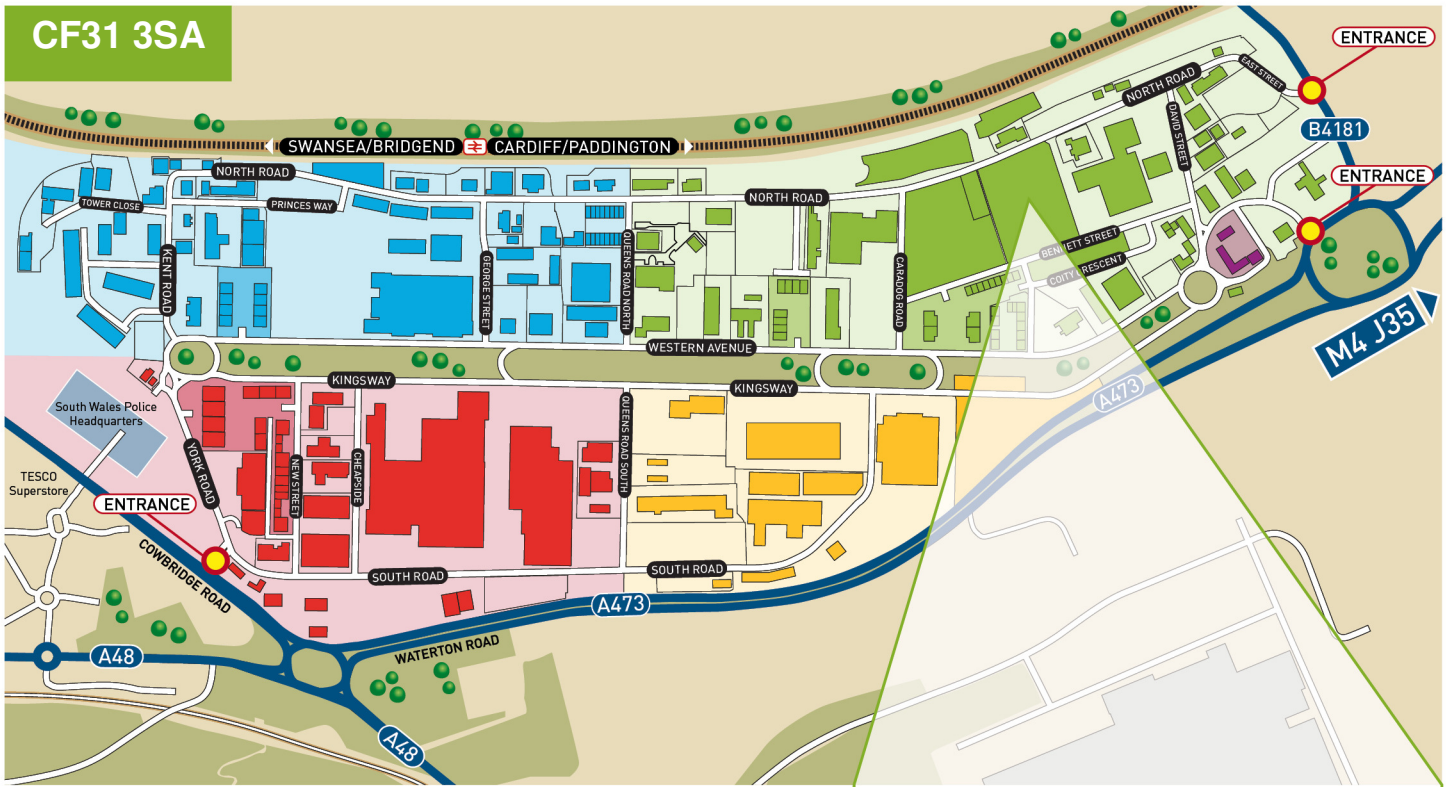 CF31 3SA
ENTRANCE
EAST STREET
NORTH ROAD
B4181
DAVID STREET
SWANSEA/BRIDGEND
CARDIFF/PADDINGTON
NORTH ROAD
ENTRANCE
TOWER CLOSE
PRINCES WAY
NORTH ROAD
KENT ROAD
GEORGE STREET
QUEENS ROAD NORTH
CARADOG ROAD
BENNETT STREET
COITY CRESCENT
M4 J35
WESTERN AVENUE
KINGSWAY
KINGSWAY
A473
South Wales Police
Headquarters
YORK ROAD
NEW STREET
CHEAPSIDE
QUEENS ROAD SOUTH
TESCO
Superstore
ENTRANCE
COWBRIDGE ROAD
SOUTH ROAD
SOUTH ROAD
A473
WATERTON ROAD
A48
A48